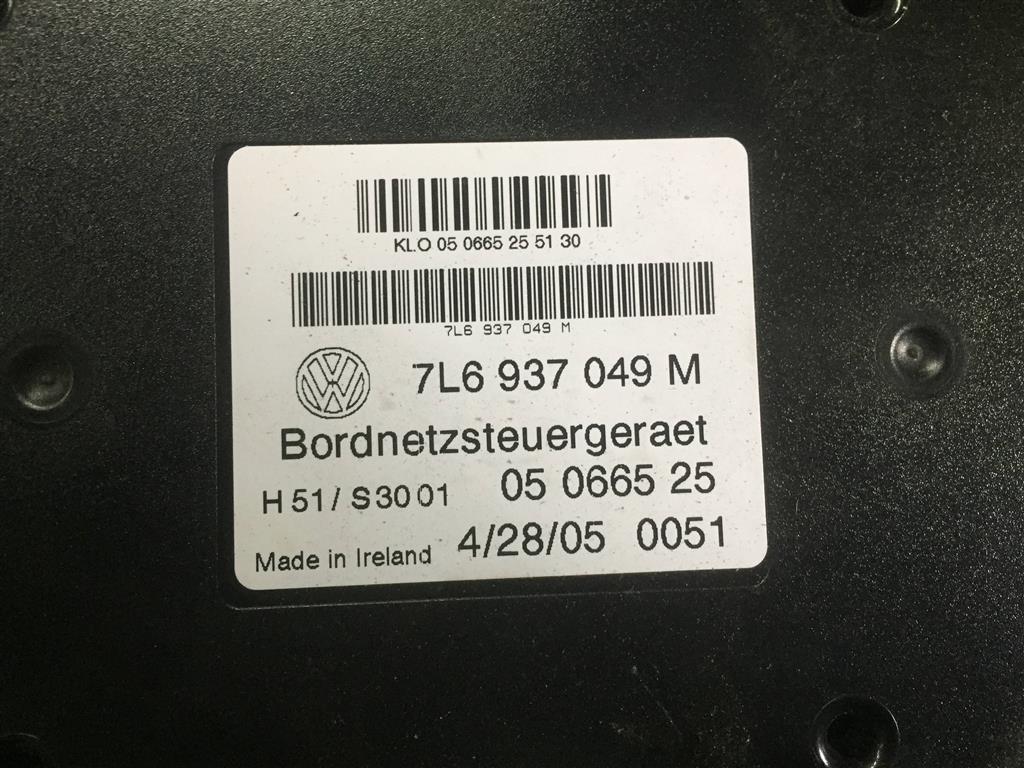 KLO 05 0665 25 51 30
7L6 937 049 M
7L6 937 049 M
Bordnetzsteuergeraet
H 51 / S 30 01 05 0665 25
Made in Ireland 4/28/05 0051